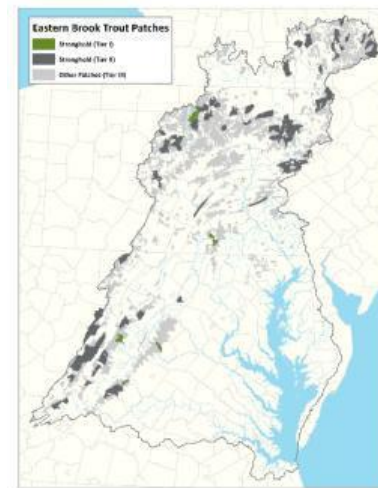 Eastern Brook Trout Patches
Stronghold (Tier I)
Stronghold (Tier II)
Other Patches (Tier III)